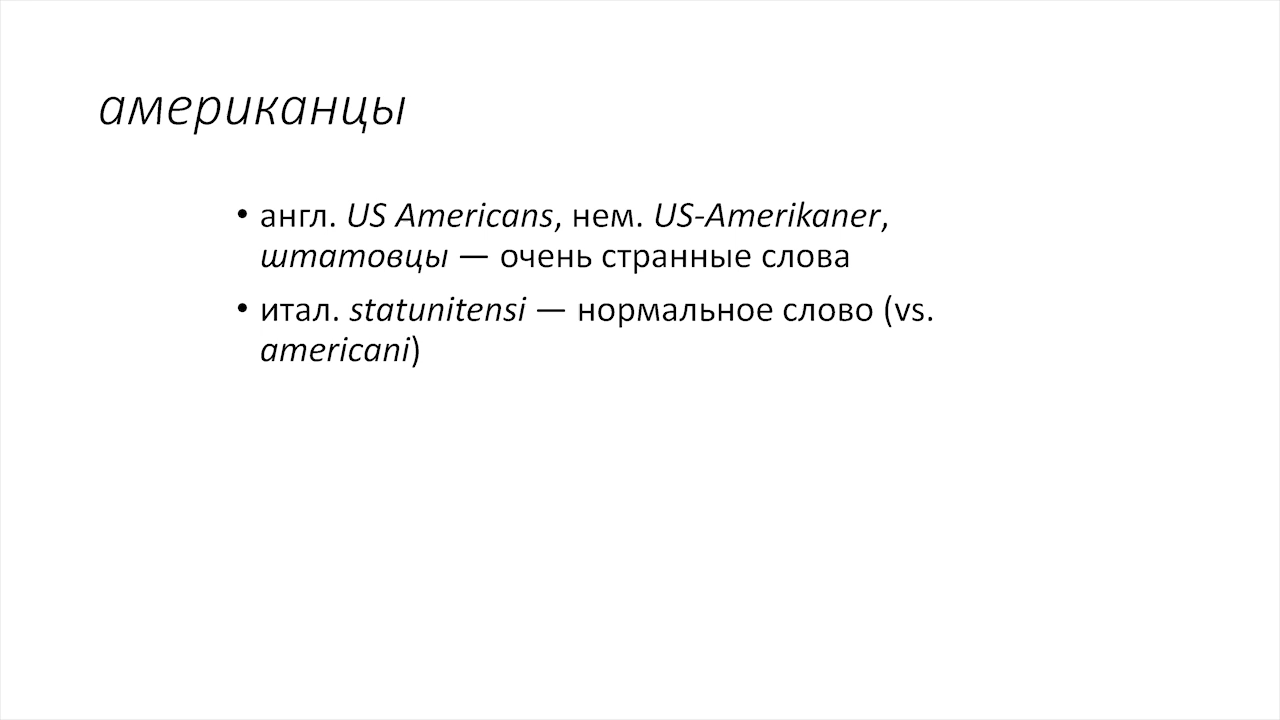 американцы
• англ. US Americans, нем. US-Amerikaner,
штатовцы — очень странные слова
• итал. statunitensi — нормальное слово (vs.
americani)